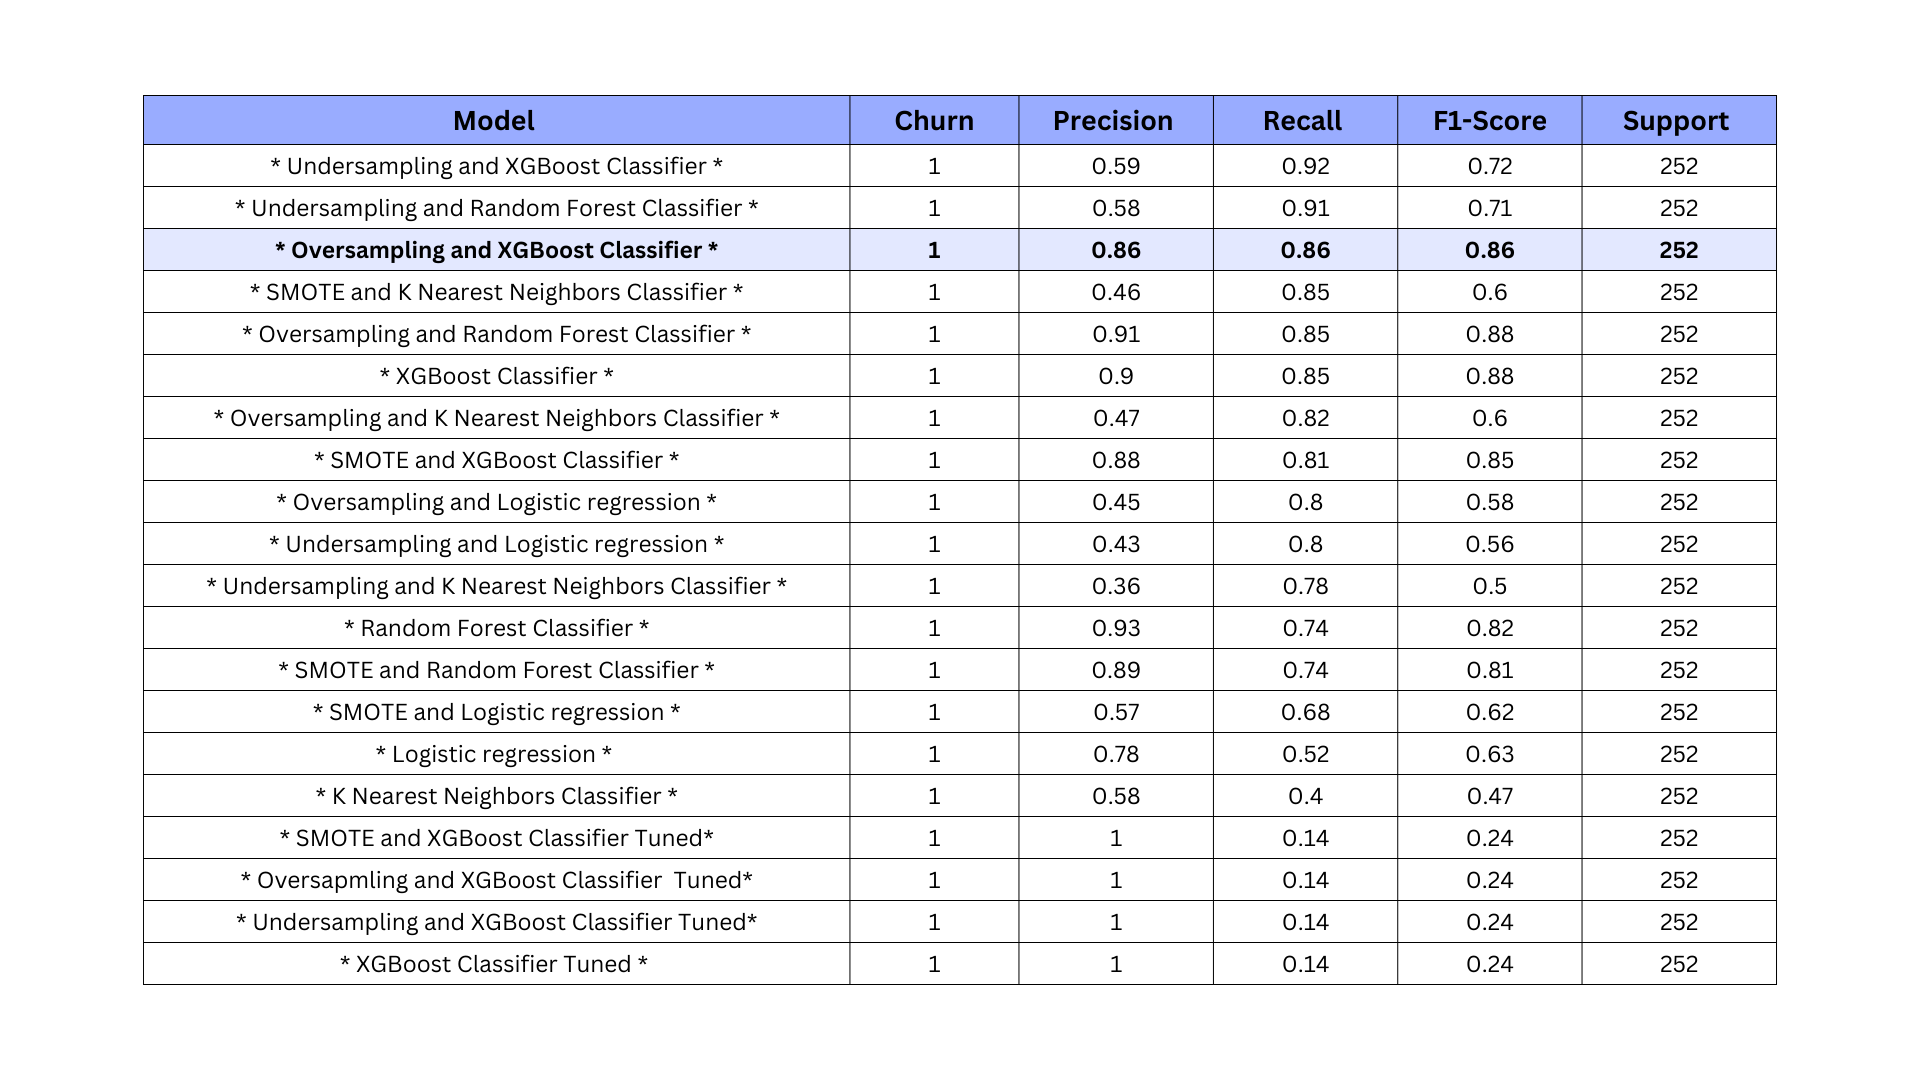 Model Churn Precision Recall F1-Score Support
* Undersampling and XGBoost Classifier * 1 0.59 0.92 0.72 252
* Undersampling and Random Forest Classifier * 1 0.58 0.91 0.71 252
* Oversampling and XGBoost Classifier * 1 0.86 0.86 0.86 252
* SMOTE and K Nearest Neighbors Classifier * 1 0.46 0.85 0.6 252
* Oversampling and Random Forest Classifier * 1 0.91 0.85 0.88 252
* XGBoost Classifier * 1 0.9 0.85 0.88 252
* Oversampling and K Nearest Neighbors Classifier * 1 0.47 0.82 0.6 252
* SMOTE and XGBoost Classifier * 1 0.88 0.81 0.85 252
* Oversampling and Logistic regression * 1 0.45 0.8 0.58 252
* Undersampling and Logistic regression * 1 0.43 0.8 0.56 252
* Undersampling and K Nearest Neighbors Classifier * 1 0.36 0.78 0.5 252
* Random Forest Classifier * 1 0.93 0.74 0.82 252
* SMOTE and Random Forest Classifier * 1 0.89 0.74 0.81 252
* SMOTE and Logistic regression * 1 0.57 0.68 0.62 252
* Logistic regression * 1 0.78 0.52 0.63 252
* K Nearest Neighbors Classifier * 1 0.58 0.4 0.47 252
* SMOTE and XGBoost Classifier Tuned* 1 1 0.14 0.24 252
* Oversapmling and XGBoost Classifier  Tuned* 1 1 0.14 0.24 252
* Undersampling and XGBoost Classifier Tuned* 1 1 0.14 0.24 252
* XGBoost Classifier Tuned * 1 1 0.14 0.24 252